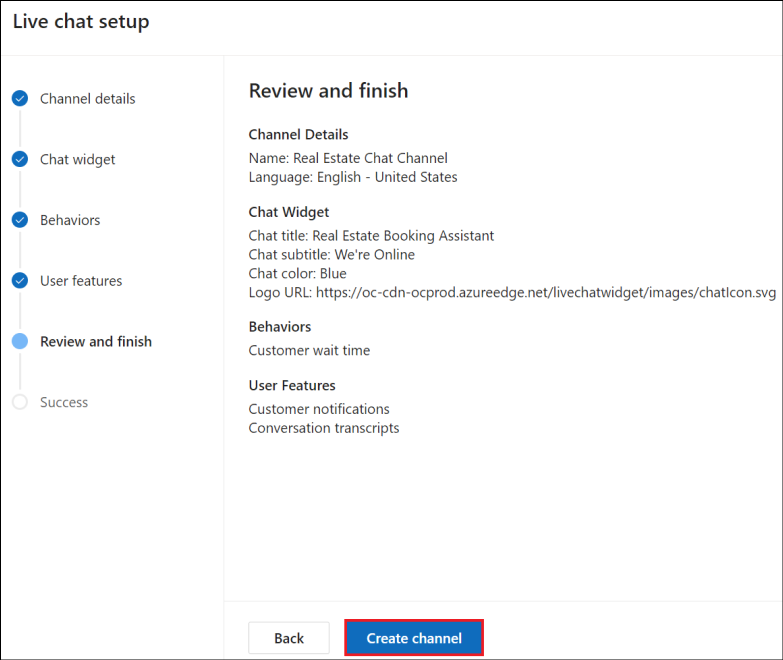 Live chat setup
Channel details
Chat widget
Behaviors
User features
Review and finish
Success
Review and finish
Channel Details
Name: Real Estate Chat Channel
Language: English - United States
Chat Widget
Chat title: Real Estate Booking Assistant
Chat subtitle: We're Online
Chat color: Blue
Logo URL: https://oc-cdn-ocprod.azureedge.net/livechatwidget/images/chatIcon.svg
Behaviors
Customer wait time
User Features
Customer notifications
Conversation transcripts
Back
Create channel